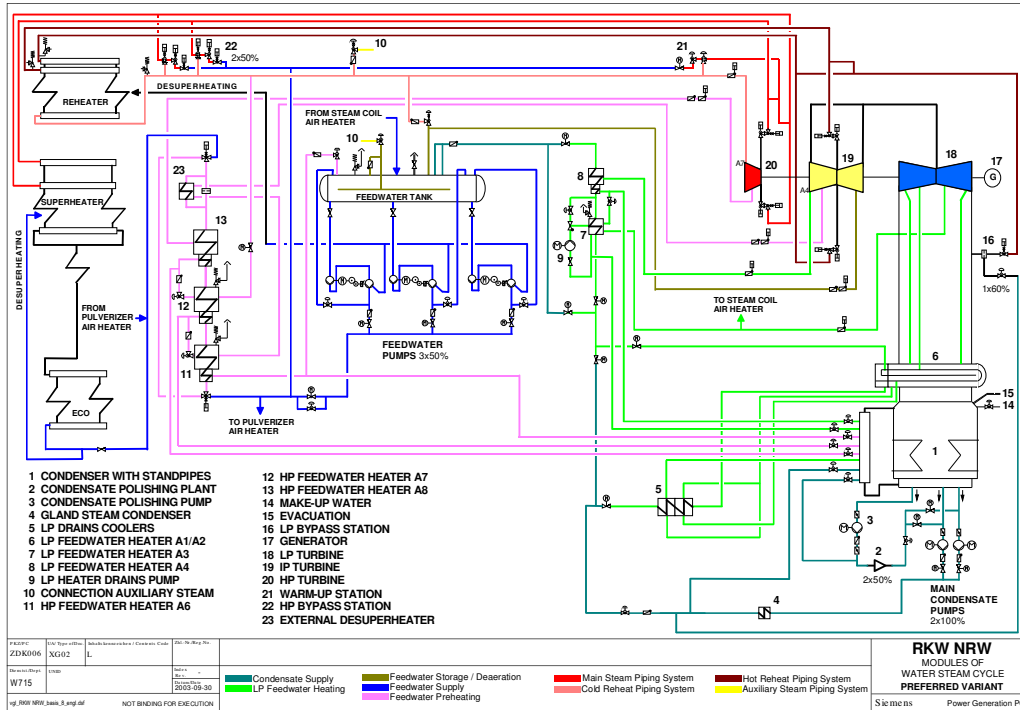 22
2x50%
10
21
DESUPERHEATING
REHEATER
FROM STEAM COIL
AIR HEATER
10
A7
20
19
18
17
G
A4
23
SUPERHEATER
FEEDWATER TANK
8
7
9
M
13
DESUPERHEATING
16
1x60%
FROM
PULVERIZER
AIR HEATER
12
TO STEAM COIL
AIR HEATER
FEEDWATER
PUMPS 3x50%
11
6
ECO
TO PULVERIZER
AIR HEATER
15
14
1
5
3
2
2x50%
4
MAIN
CONDENSATE
PUMPS
2x100%
1 CONDENSER WITH STANDPIPES
2 CONDENSATE POLISHING PLANT
3 CONDENSATE POLISHING PUMP
4 GLAND STEAM CONDENSER
5 LP DRAINS COOLERS
6 LP FEEDWATER HEATER A1/A2
7 LP FEEDWATER HEATER A3
8 LP FEEDWATER HEATER A4
9 LP HEATER DRAINS PUMP
10 CONNECTION AUXILIARY STEAM
11 HP FEEDWATER HEATER A6
12 HP FEEDWATER HEATER A7
13 HP FEEDWATER HEATER A8
14 MAKE-UP WATER
15 EVACUATION
16 LP BYPASS STATION
17 GENERATOR
18 LP TURBINE
19 IP TURBINE
20 HP TURBINE
21 WARM-UP STATION
22 HP BYPASS STATION
23 EXTERNAL DESUPERHEATER
ZDK006
XG02
L
W715
2003-09-30
NOT BINDING FOR EXECUTION
Condensate Supply
LP Feedwater Heating
Feedwater Storage / Deaeration
Feedwater Supply
Feedwater Preheating
Main Steam Piping System
Cold Reheat Piping System
Hot Reheat Piping System
Auxiliary Steam Piping System
RKW NRW
MODULES OF
WATER STEAM CYCLE
PREFERRED VARIANT
Siemens
Power Generation